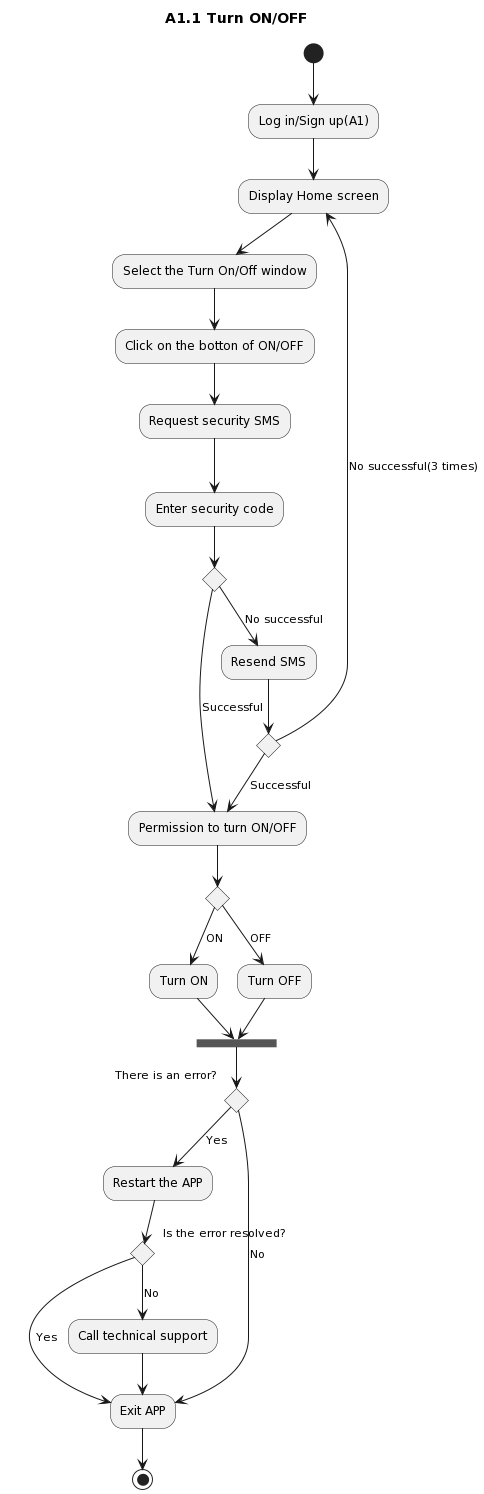 A1.1 Turn ON/OFF
Log in/Sign up(A1)
Display Home screen
Select the Turn On/Off window
Click on the botton of ON/OFF
Request security SMS
No successful(3 times)
Enter security code
No successful
Resend SMS
Successful
Successful
Permission to turn ON/OFF
ON
OFF
Turn ON
Turn OFF
There is an error?
Yes
Restart the APP
Is the error resolved?
No
No
Yes
Call technical support
Exit APP